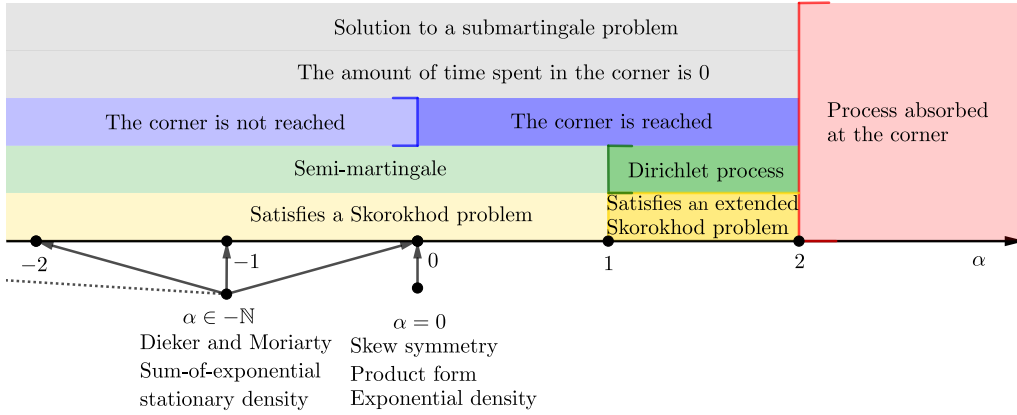 Solution to a submartingale problem
The amount of time spent in the corner is 0
The corner is not reached
The corner is reached
Process absorbed
at the corner
Semi-martingale
Dirichlet process
Satisfies a Skorokhod problem
Satisfies an extended
Skorokhod problem
−2
−1
0
1
2
α
α ∈ −ℕ
Dieker and Moriarty
Sum-of-exponential
stationary density
α = 0
Skew symmetry
Product form
Exponential density